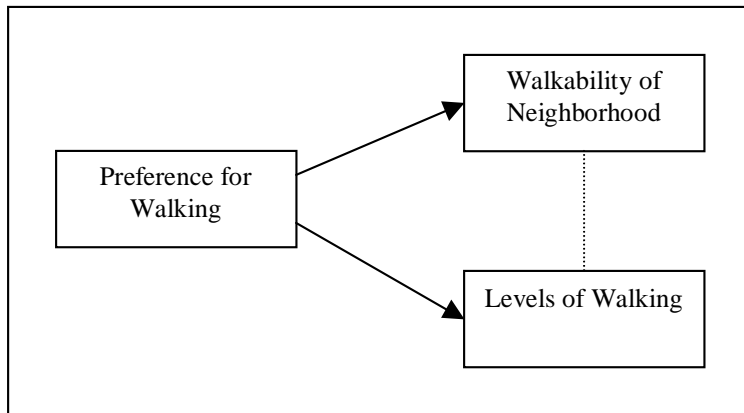 Walkability of
Neighborhood
Preference for
Walking
Levels of Walking